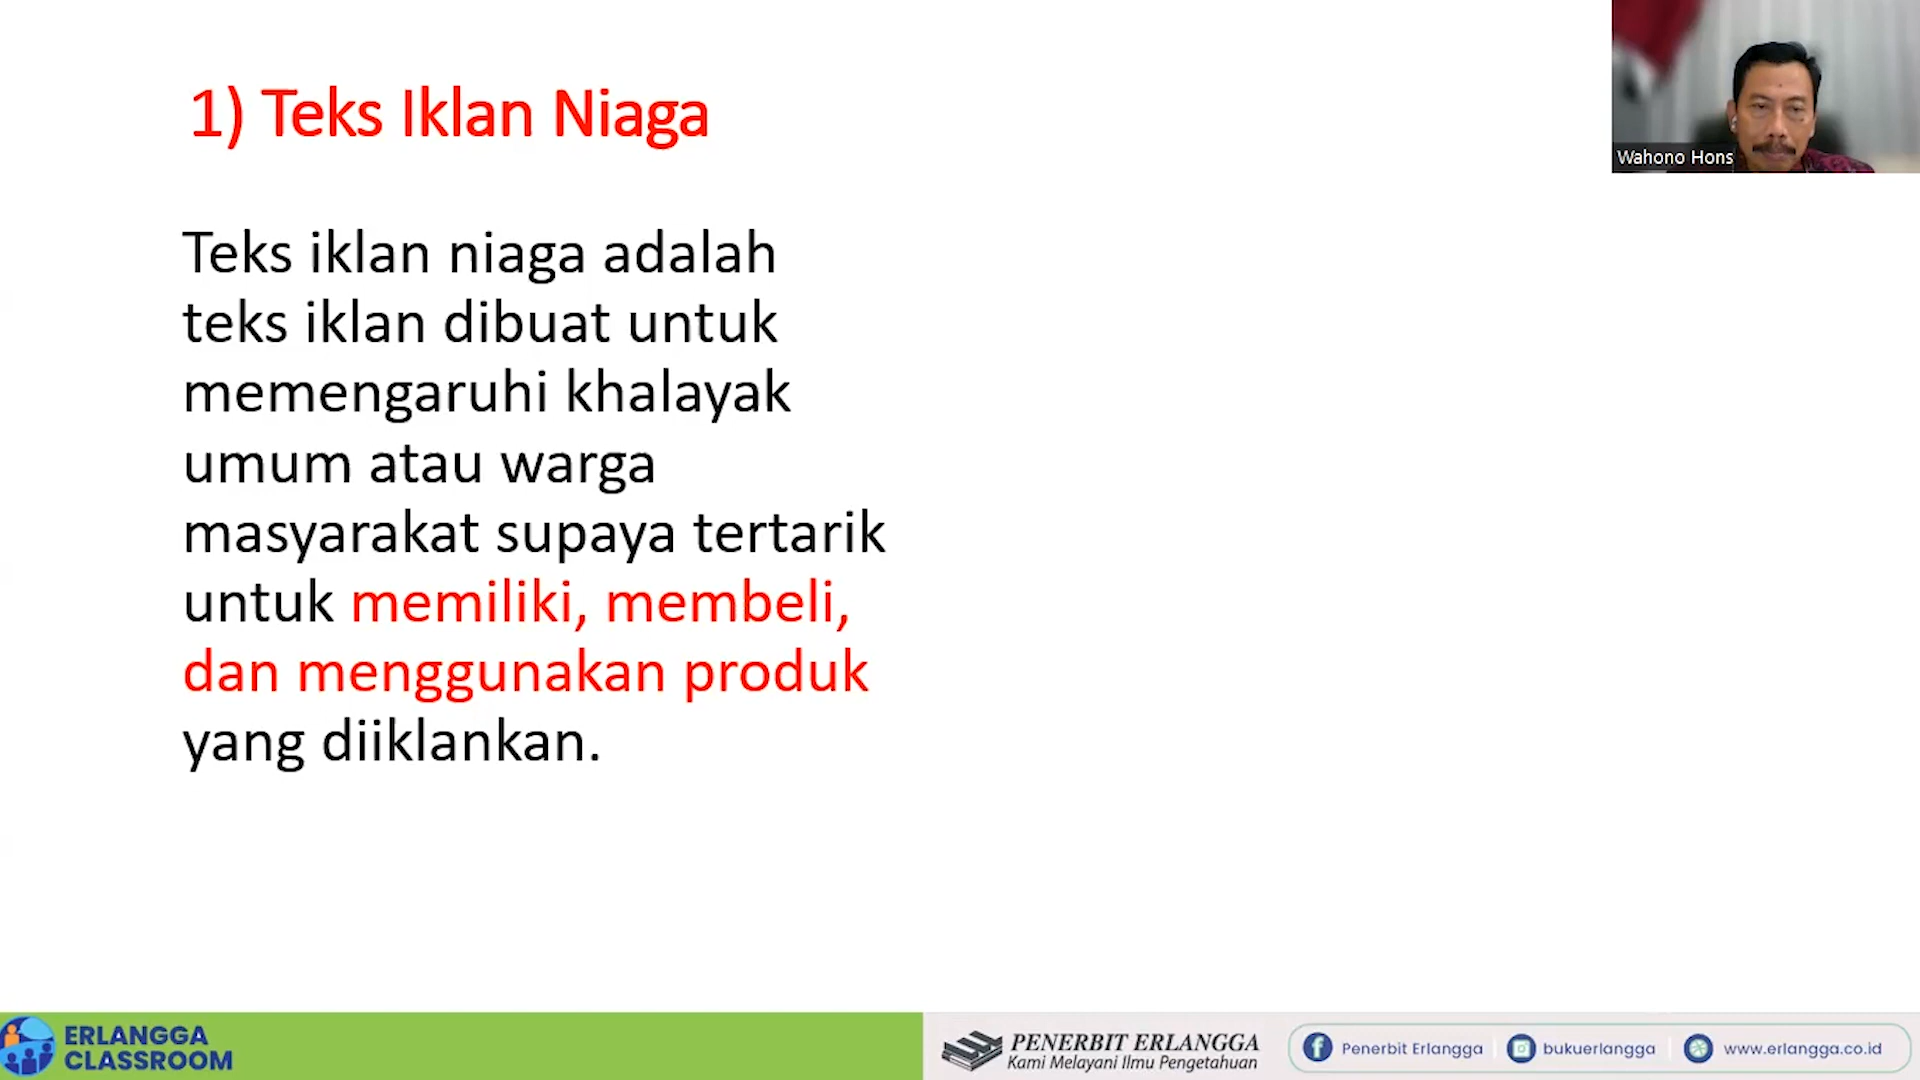 1) Teks Iklan Niaga
Wahono Hons
Teks iklan niaga adalah
teks iklan dibuat untuk
memengaruhi khalayak
umum atau warga
masyarakat supaya tertarik
untuk memiliki, membeli,
dan menggunakan produk
yang diiklankan.
ERLANGGA
CLASSROOM
PENERBIT ERLANGGA
Kami Melayani Ilmu Pengetahuan
Penerbit Erlangga
bukuerlangga
www.erlangga.co.id